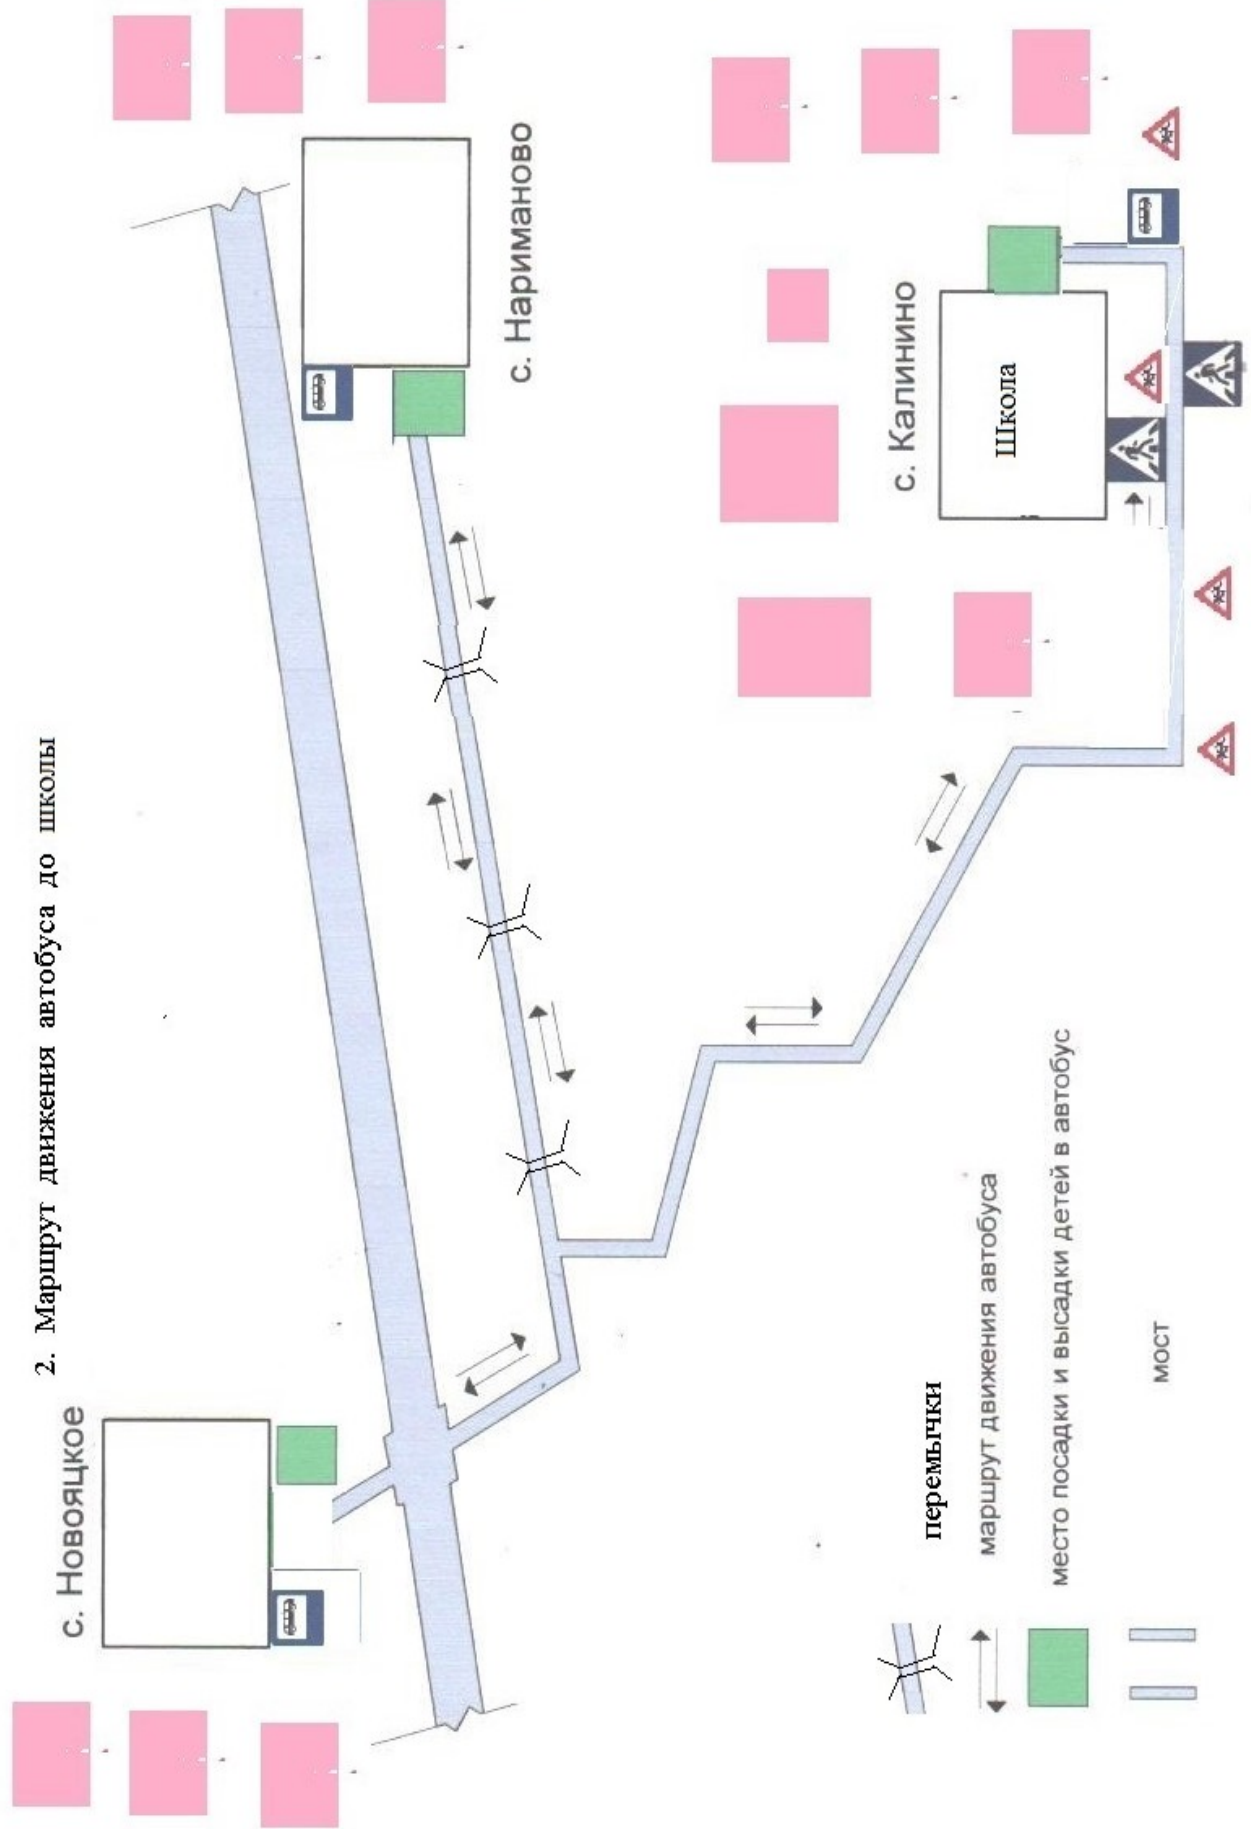 2. Маршрут движения автобуса до школы
с. Новояцкое
с. Нариманово
с. Калинино
Школа
перемычки
маршрут движения автобуса
место посадки и высадки детей в автобус
мост